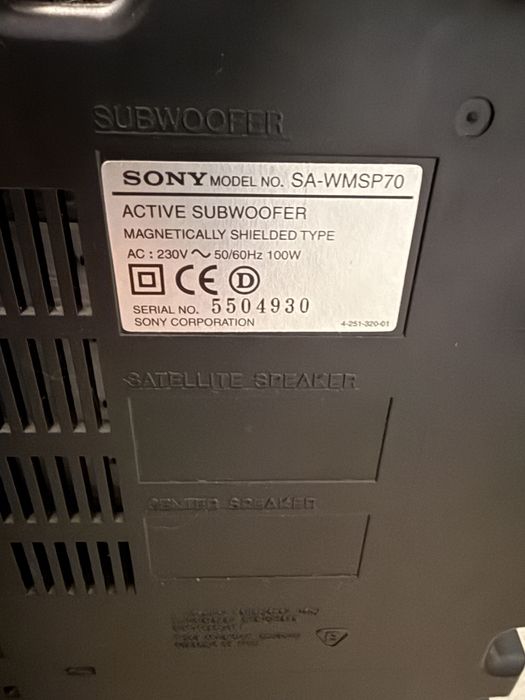 SUBWOOFER
SONY MODEL NO. SA-WMSP70
ACTIVE SUBWOOFER
MAGNETICALLY SHIELDED TYPE
AC : 230V ~ 50/60Hz 100W
CE D
SERIAL NO. 5504930
SONY CORPORATION 4-251-320-01
SATELLITE SPEAKER
CENTER SPEAKER